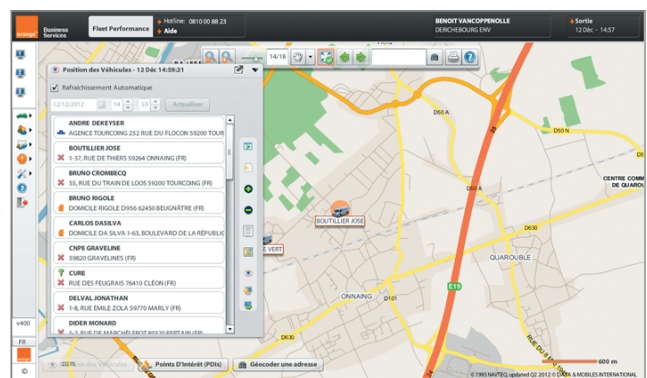 orange
Business
Services
Fleet Performance
Hotline: 0810 00 88 23
Aide
BENOIT VANCOPPENOLLE
DERICHEBOURG ENV
Sortie
12 Déc - 14:57
14/18
Position des Véhicules - 12 Déc 14:59:21
Rafraichissement Automatique
12/12/2012 14 : 59 Actualiser
ANDRE DEKEYSER
AGENCE TOURCOING 252 RUE DU FLOCON 59200 TOUR
BOUTILLIER JOSE
1-37, RUE DE THIERS 59264 ONNAING (FR)
BRUNO CROMBECQ
55, RUE DU TRAIN DE LOOS 59200 TOURCOING (FR)
BRUNO RIGOLE
DOMICILE RIGOLE D956 62450 BEUGNÂTRE (FR)
CARLOS DASILVA
DOMICILE DA SILVA 1-63, BOULEVARD DE LA RÉPUBLIC
CNPE GRAVELINE
59820 GRAVELINES (FR)
CURE
RUE DES FEUGRAIS 76410 CLÉON (FR)
DELVAL JONATHAN
1-8, RUE EMILE ZOLA 59770 MARLY (FR)
DIDER MONARD
D50 A
D50 N
D50 A
CENTRE COMM
DE QUAROU
BOUTILLIER JOSE
E VERT
D630
QUAROUBLE
E19
ONNAING
D101
D630
v400
FR
orange
©
Points D'Intérêt (PDIs)
Géocoder une adresse
600 m
© 1993 NAVTEQ, updated Q2 2012 © DATA & MOBILES INTERNATIONAL